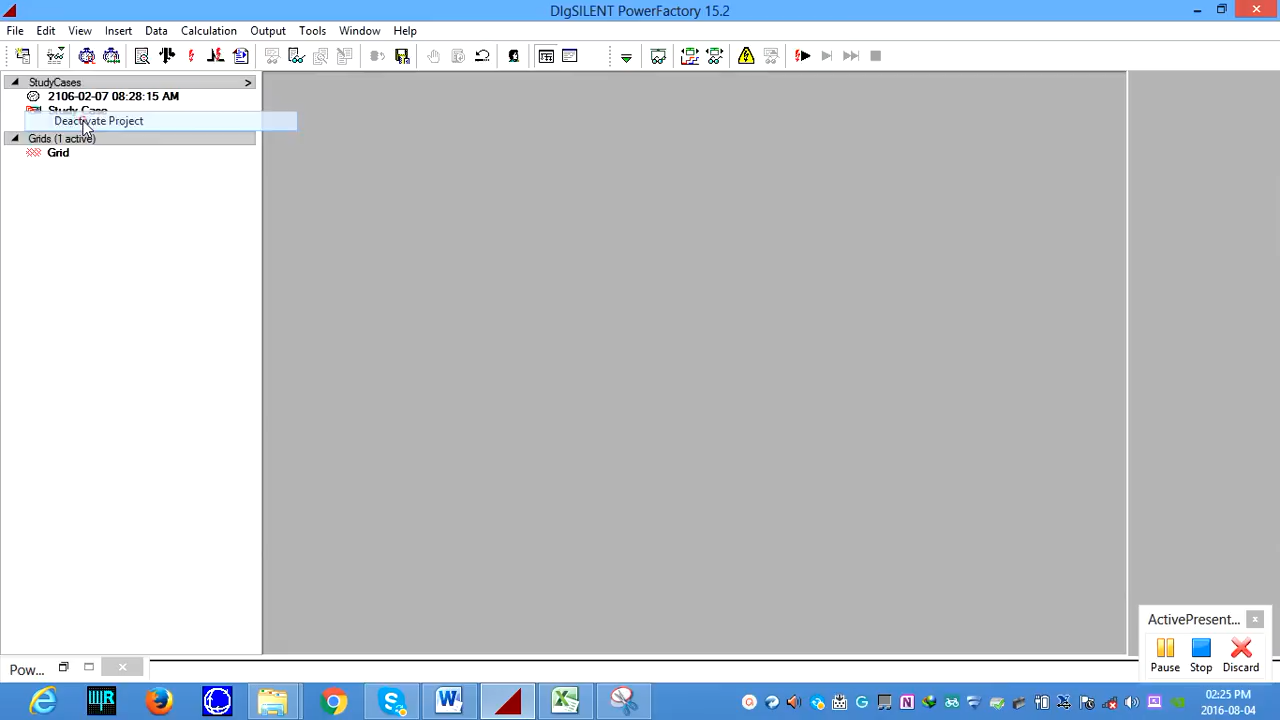 DIgSILENT PowerFactory 15.2
File Edit View Insert Data Calculation Output Tools Window Help
StudyCases >
2106-02-07 08:28:15 AM
Study Case
Deactivate Project
Grids (1 active)
Grid
ActivePresent...
Pause Stop Discard
Pow...
02:25 PM
2016-08-04